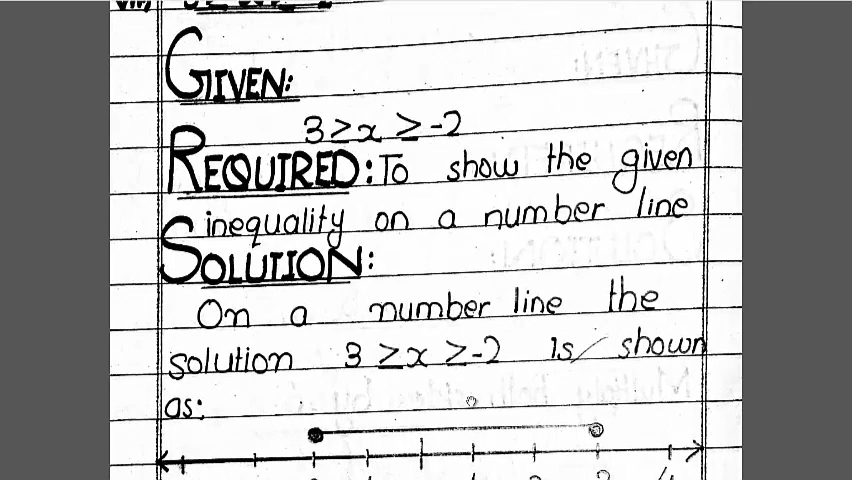 GIVEN:
3≥x ≥-2
REQUIRED: To show the given
inequality on a number line
SOLUTION:
On a number line the
solution 3 ≥x ≥-2 is shown
as: